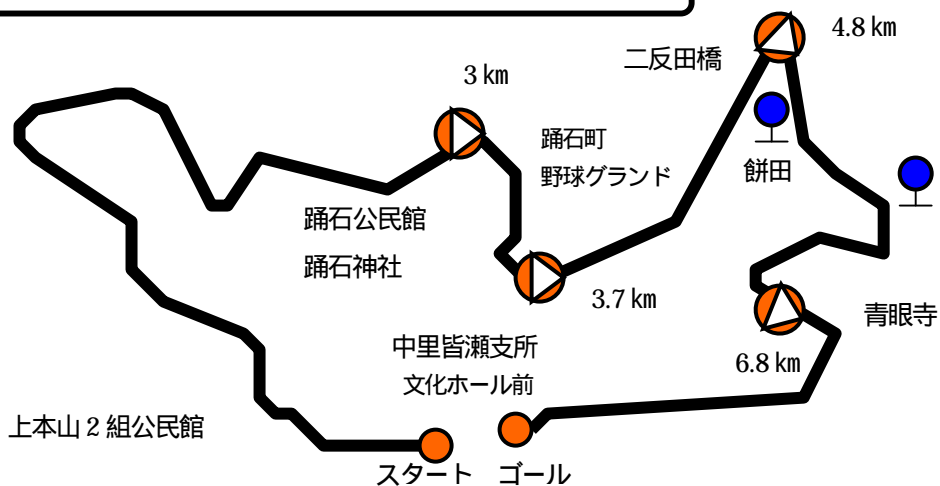 4.8 km
二反田橋
3 km
踊石町
野球グランド
餅田
踊石公民館
踊石神社
3.7 km
青眼寺
中里皆瀬支所
文化ホール前
6.8 km
上本山 2 組公民館
スタート
ゴール